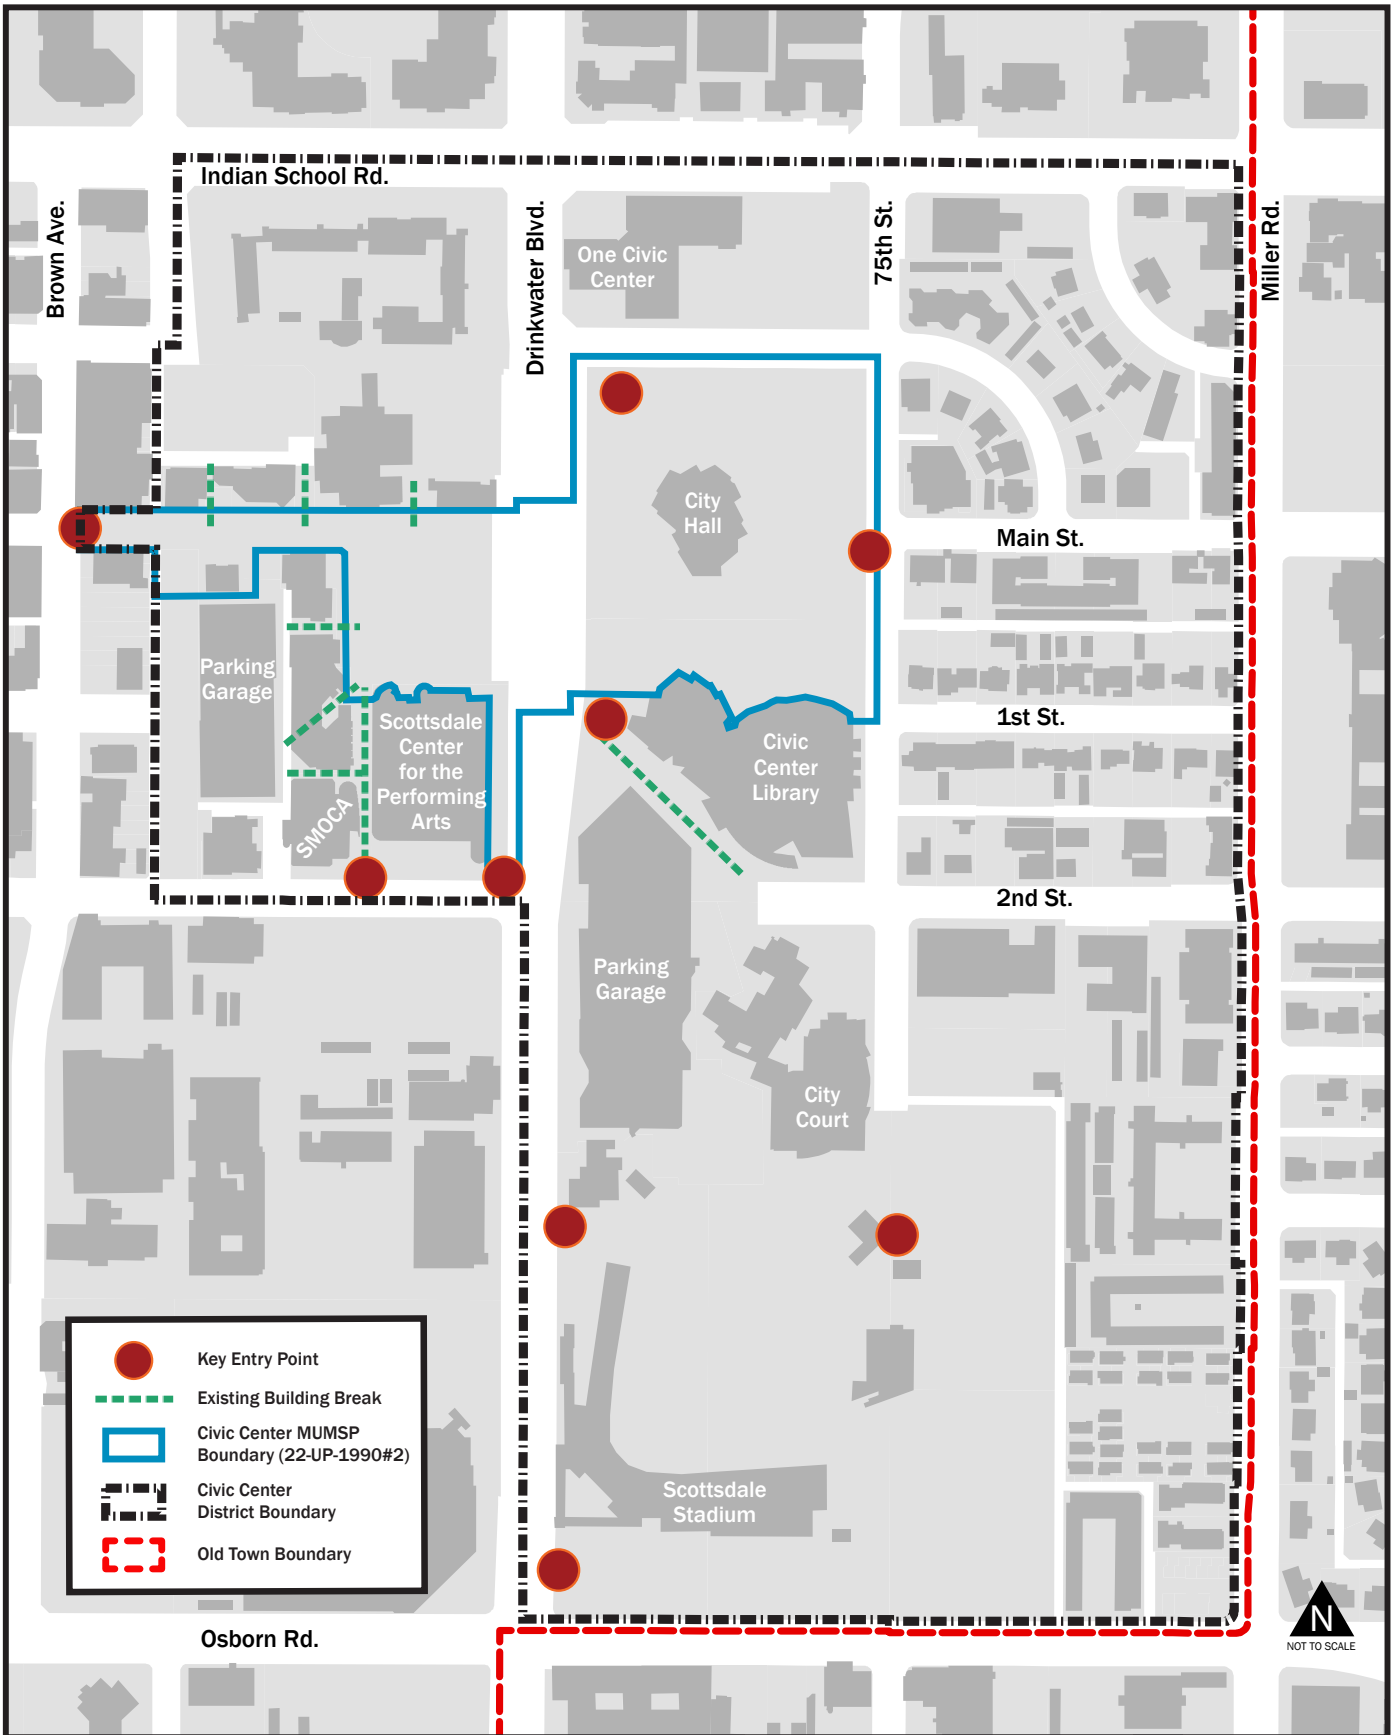 Indian School Rd.
Brown Ave.
Drinkwater Blvd.
75th St.
Miller Rd.
One Civic
Center
City
Hall
Main St.
Parking
Garage
Scottsdale
Center
for the
Performing
Arts
SMOCA
Civic
Center
Library
1st St.
2nd St.
Parking
Garage
City
Court
Key Entry Point
Existing Building Break
Civic Center MUMSP
Boundary (22-UP-1990#2)
Civic Center
District Boundary
Old Town Boundary
Scottsdale
Stadium
Osborn Rd.
N
NOT TO SCALE